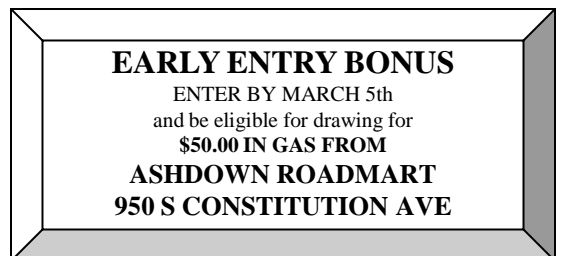 EARLY ENTRY BONUS
ENTER BY MARCH 5th
and be eligible for drawing for
$50.00 IN GAS FROM
ASHDOWN ROADMART
950 S CONSTITUTION AVE